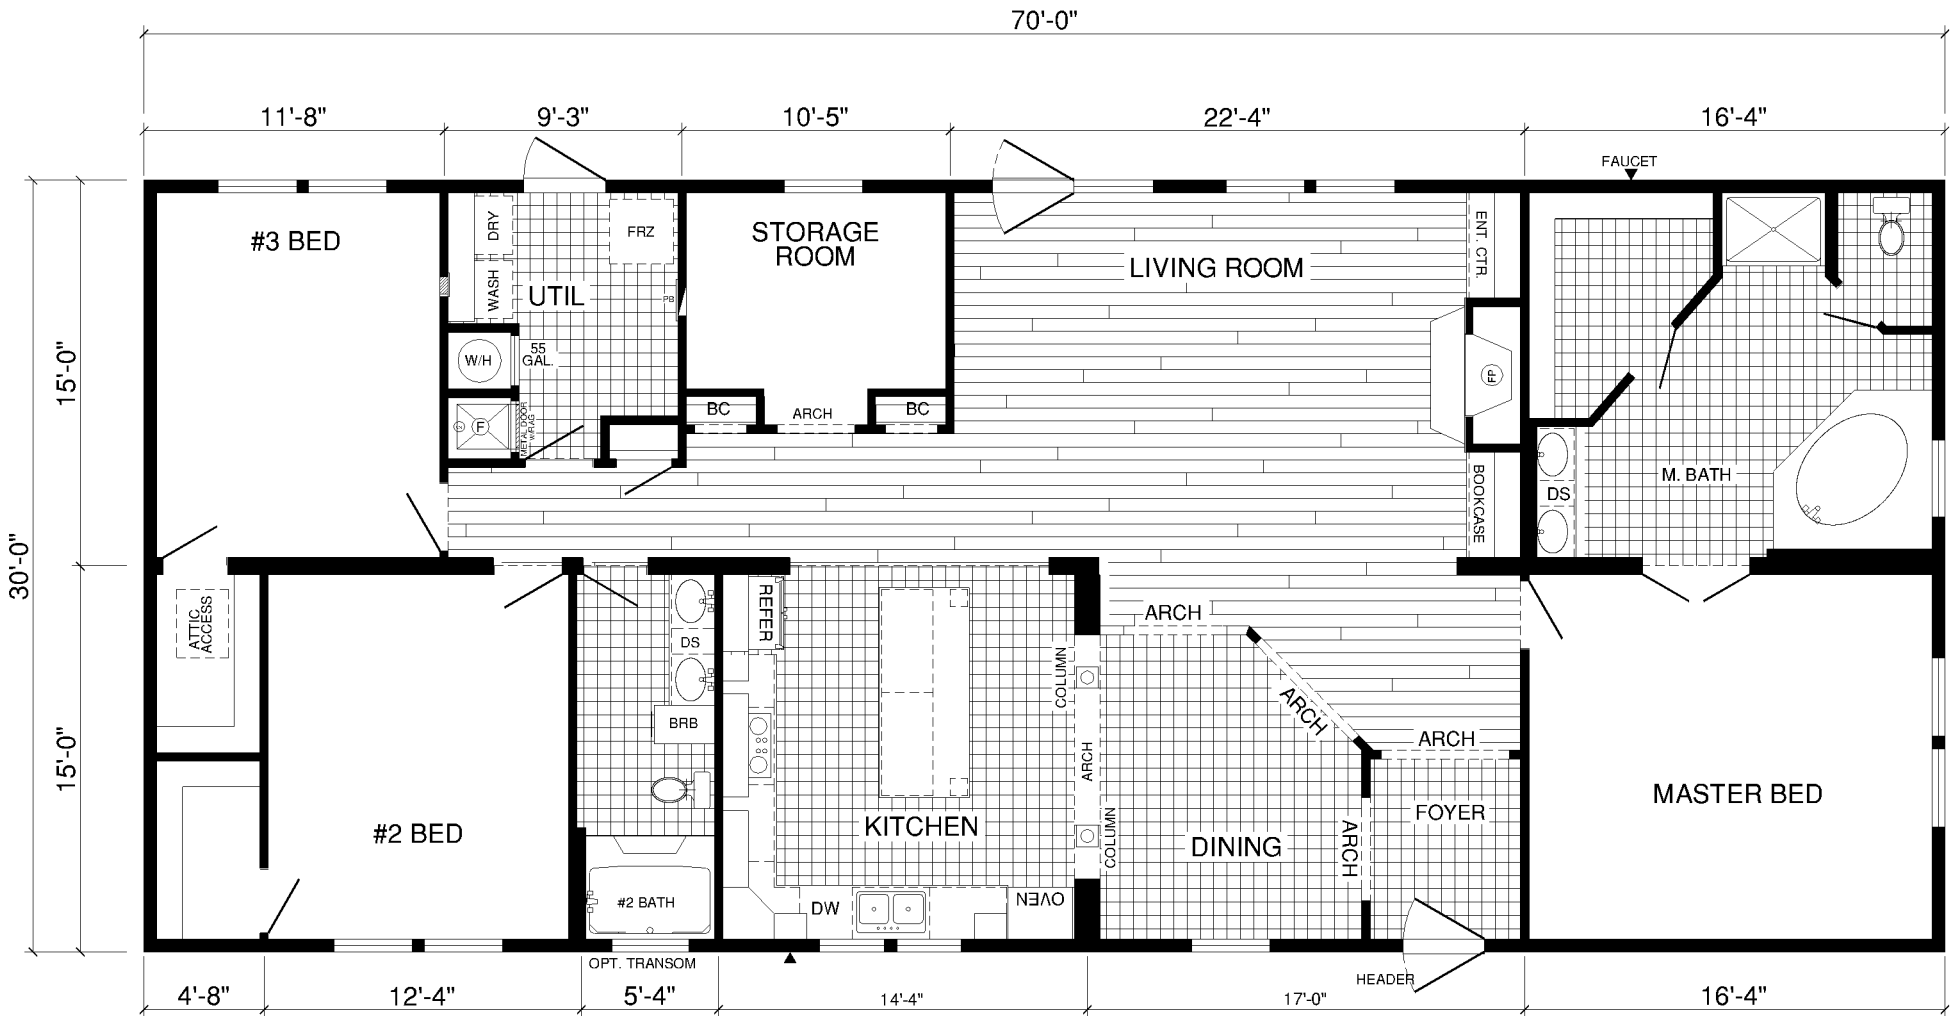 70'-0"
11'-8"
9'-3"
10'-5"
22'-4"
16'-4"
FAUCET
#3 BED
DRY
FRZ
STORAGE
ROOM
ENT. CTR.
LIVING ROOM
WASH
UTIL
PB
W/H
55
GAL.
FP
15'-0"
BC
ARCH
BC
F
METAL DOOR
M. BATH
DS
BOOKCASE
30'-0"
ATTIC
ACCESS
REFER
ARCH
DS
COLUMN
ARCH
BRB
ARCH
ARCH
15'-0"
MASTER BED
#2 BED
KITCHEN
COLUMN
DINING
ARCH
FOYER
#2 BATH
DW
OVEN
OPT. TRANSOM
HEADER
4'-8"
12'-4"
5'-4"
14'-4"
17'-0"
16'-4"